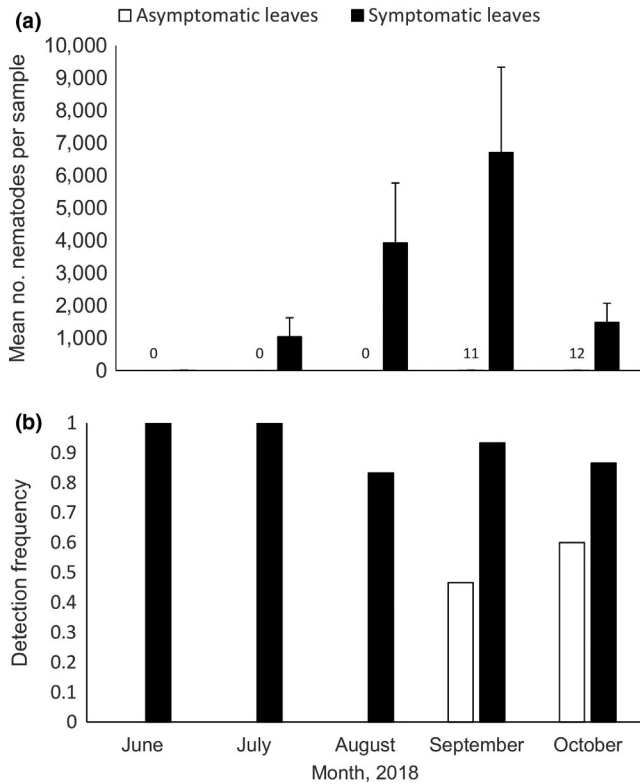 Asymptomatic leaves Symptomatic leaves
(a)
Mean no. nematodes per sample
10,000
9,000
8,000
7,000
6,000
5,000
4,000
3,000
2,000
1,000
0
0 0 0 11 12
(b)
Detection frequency
1
0.9
0.8
0.7
0.6
0.5
0.4
0.3
0.2
0.1
0
June July August September October
Month, 2018